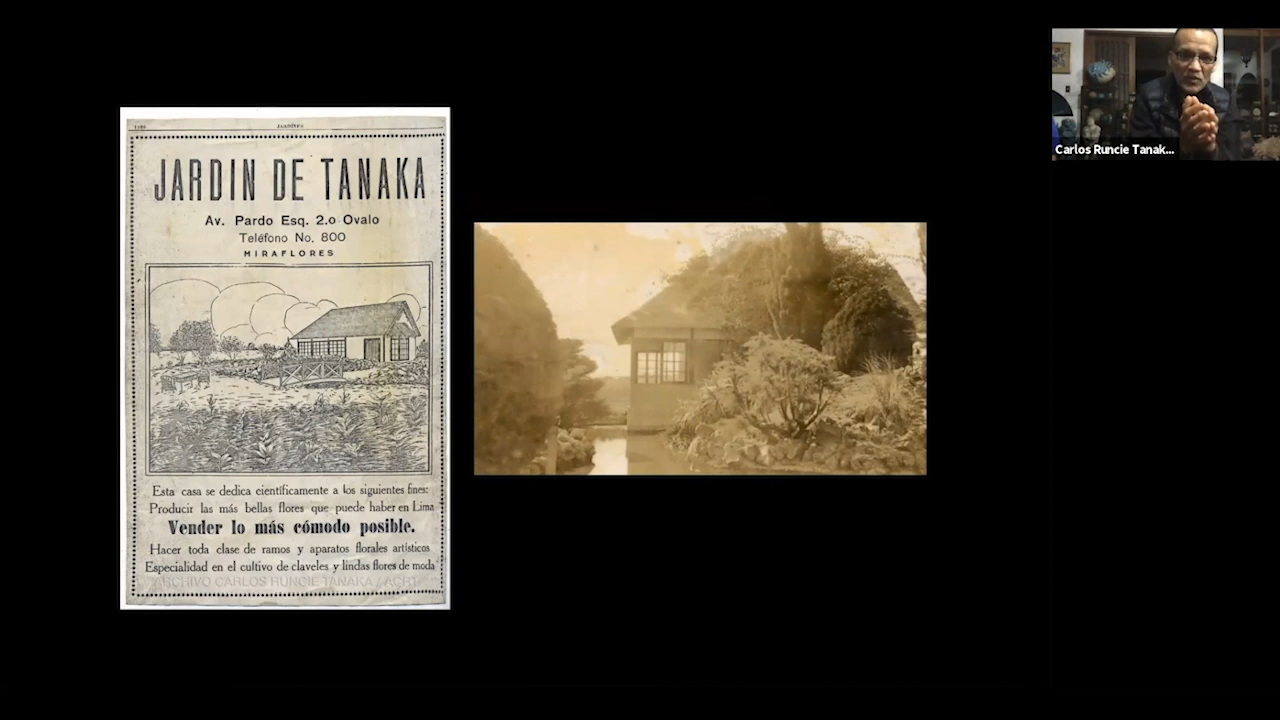 JARDINES
JARDIN DE TANAKA
Av. Pardo Esq. 2.o Ovalo
Teléfono No. 800
MIRAFLORES
Esta casa se dedica científicamente a los siguientes fines:
Producir las más bellas flores que puede haber en Lima
Vender lo más cómodo posible.
Hacer toda clase de ramos y aparatos florales artísticos
Especialidad en el cultivo de claveles y lindas flores de moda
ARCHIVO CARLOS RUNCIE TANAKA / ACRT
Carlos Runcie Tanak...